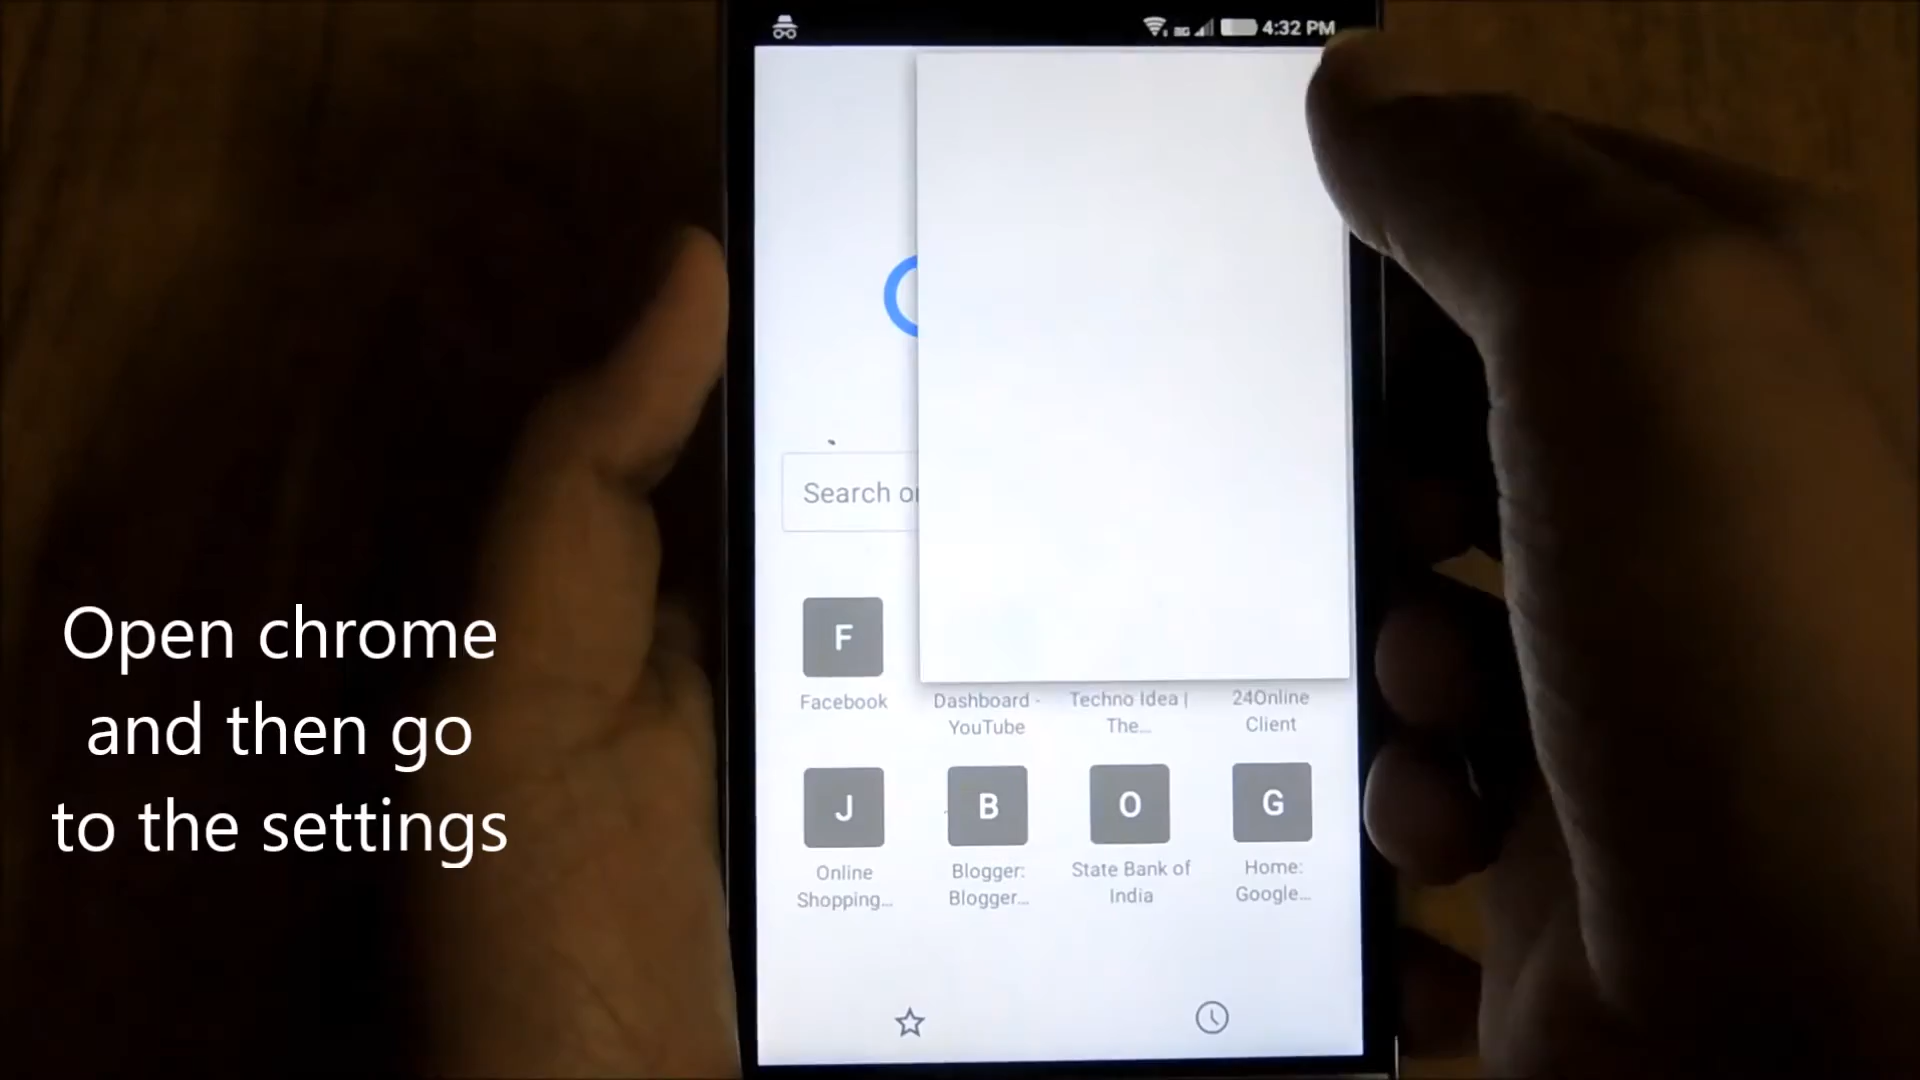 4:32 PM
Search or
F
Facebook
Dashboard -
YouTube
Techno Idea |
The...
24Online
Client
J
B
O
G
Online
Shopping...
Blogger:
Blogger...
State Bank of
India
Home:
Google...
Open chrome
and then go
to the settings